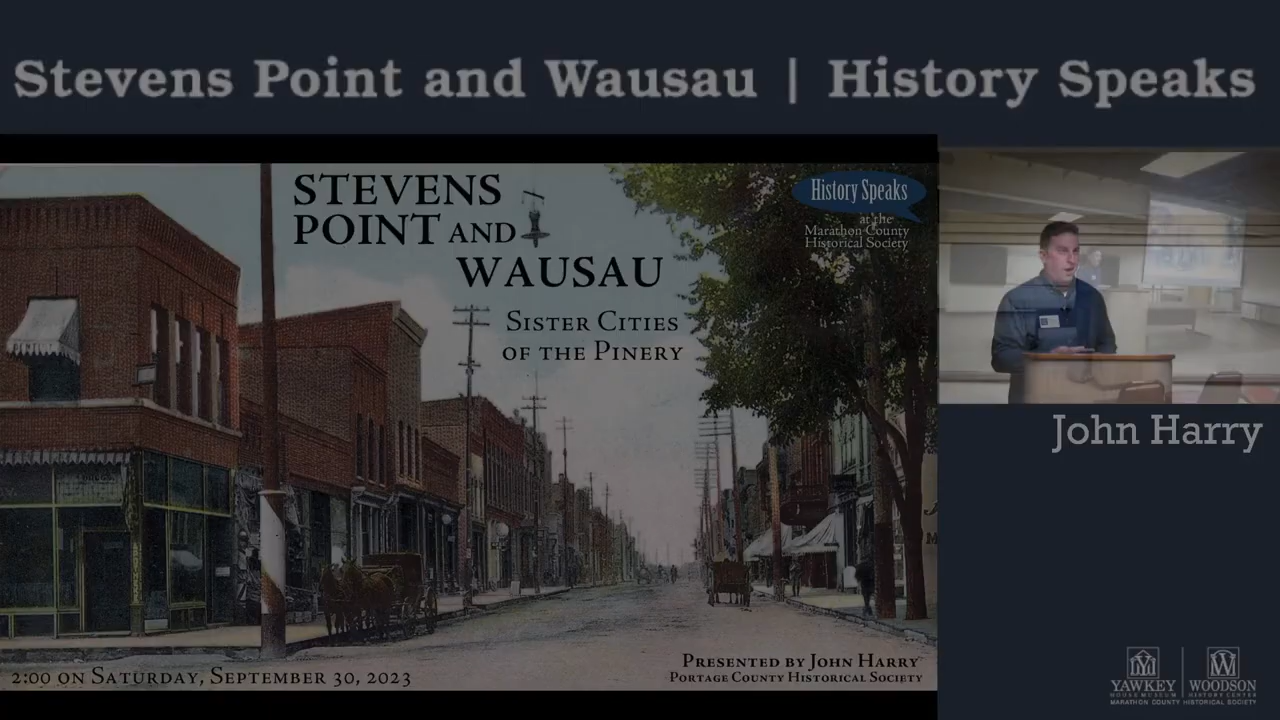 Stevens Point and Wausau | History Speaks
STEVENS
POINT AND
WAUSAU
SISTER CITIES
OF THE PINERY
History Speaks
at the
Marathon County
Historical Society
2:00 ON SATURDAY, SEPTEMBER 30, 2023
PRESENTED BY JOHN HARRY
PORTAGE COUNTY HISTORICAL SOCIETY
John Harry
YAWKEY
HOUSE MUSEUM
WOODSON
HISTORY CENTER
MARATHON COUNTY HISTORICAL SOCIETY